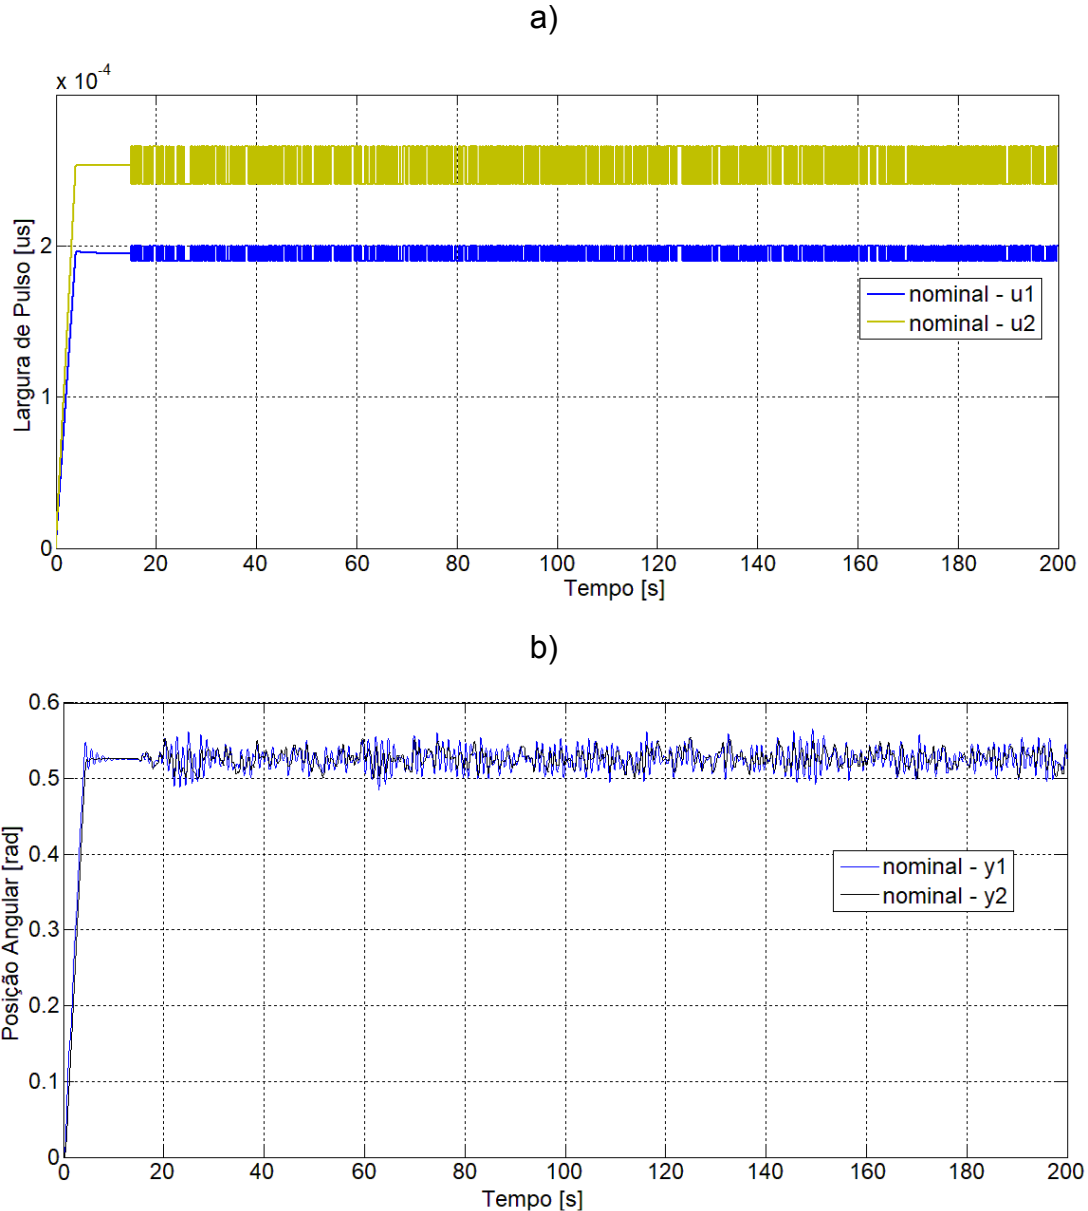 a)
x 10-4
2
1
0
0 20 40 60 80 100 120 140 160 180 200
Largura de Pulso [us]
Tempo [s]
nominal - u1
nominal - u2
b)
0.6
0.5
0.4
0.3
0.2
0.1
0
0 20 40 60 80 100 120 140 160 180 200
Posição Angular [rad]
Tempo [s]
nominal - y1
nominal - y2